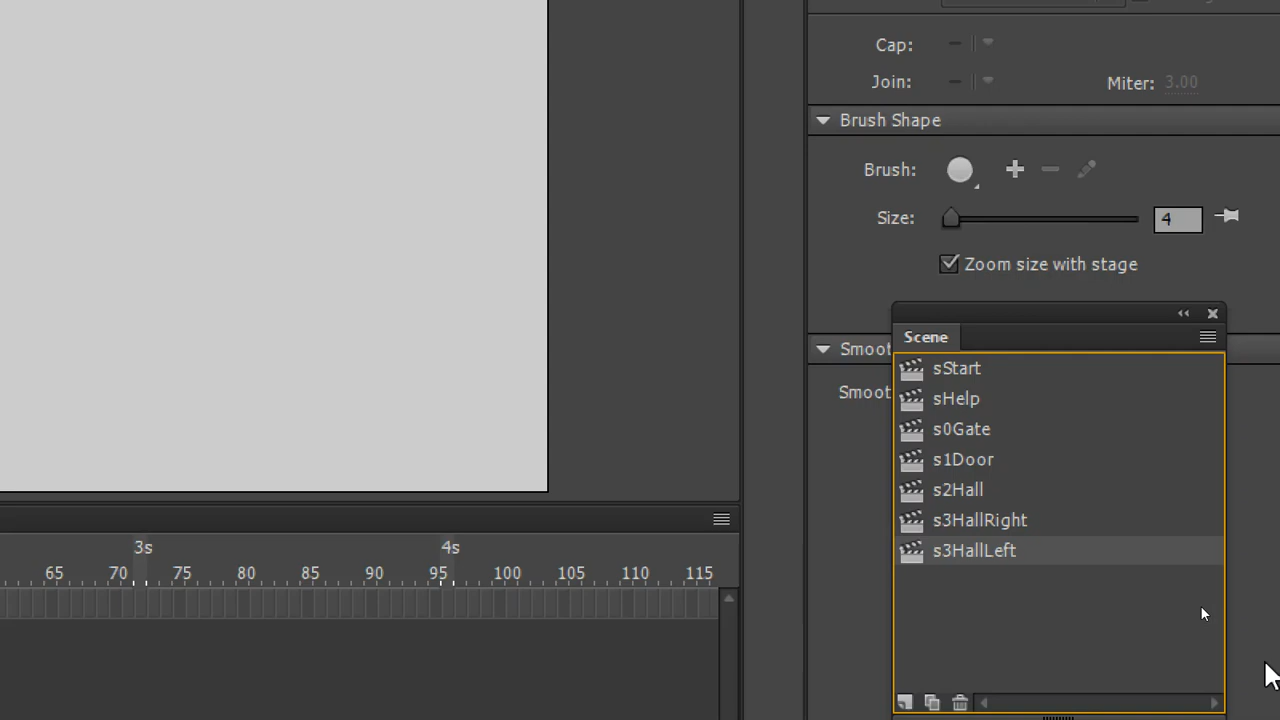 Cap:
Join:
Miter: 3.00
Brush Shape
Brush:
Size: 4
Zoom size with stage
Scene
Smoot
sStart
Smoot
sHelp
s0Gate
s1Door
s2Hall
s3HallRight
s3HallLeft
3s 4s
65 70 75 80 85 90 95 100 105 110 115